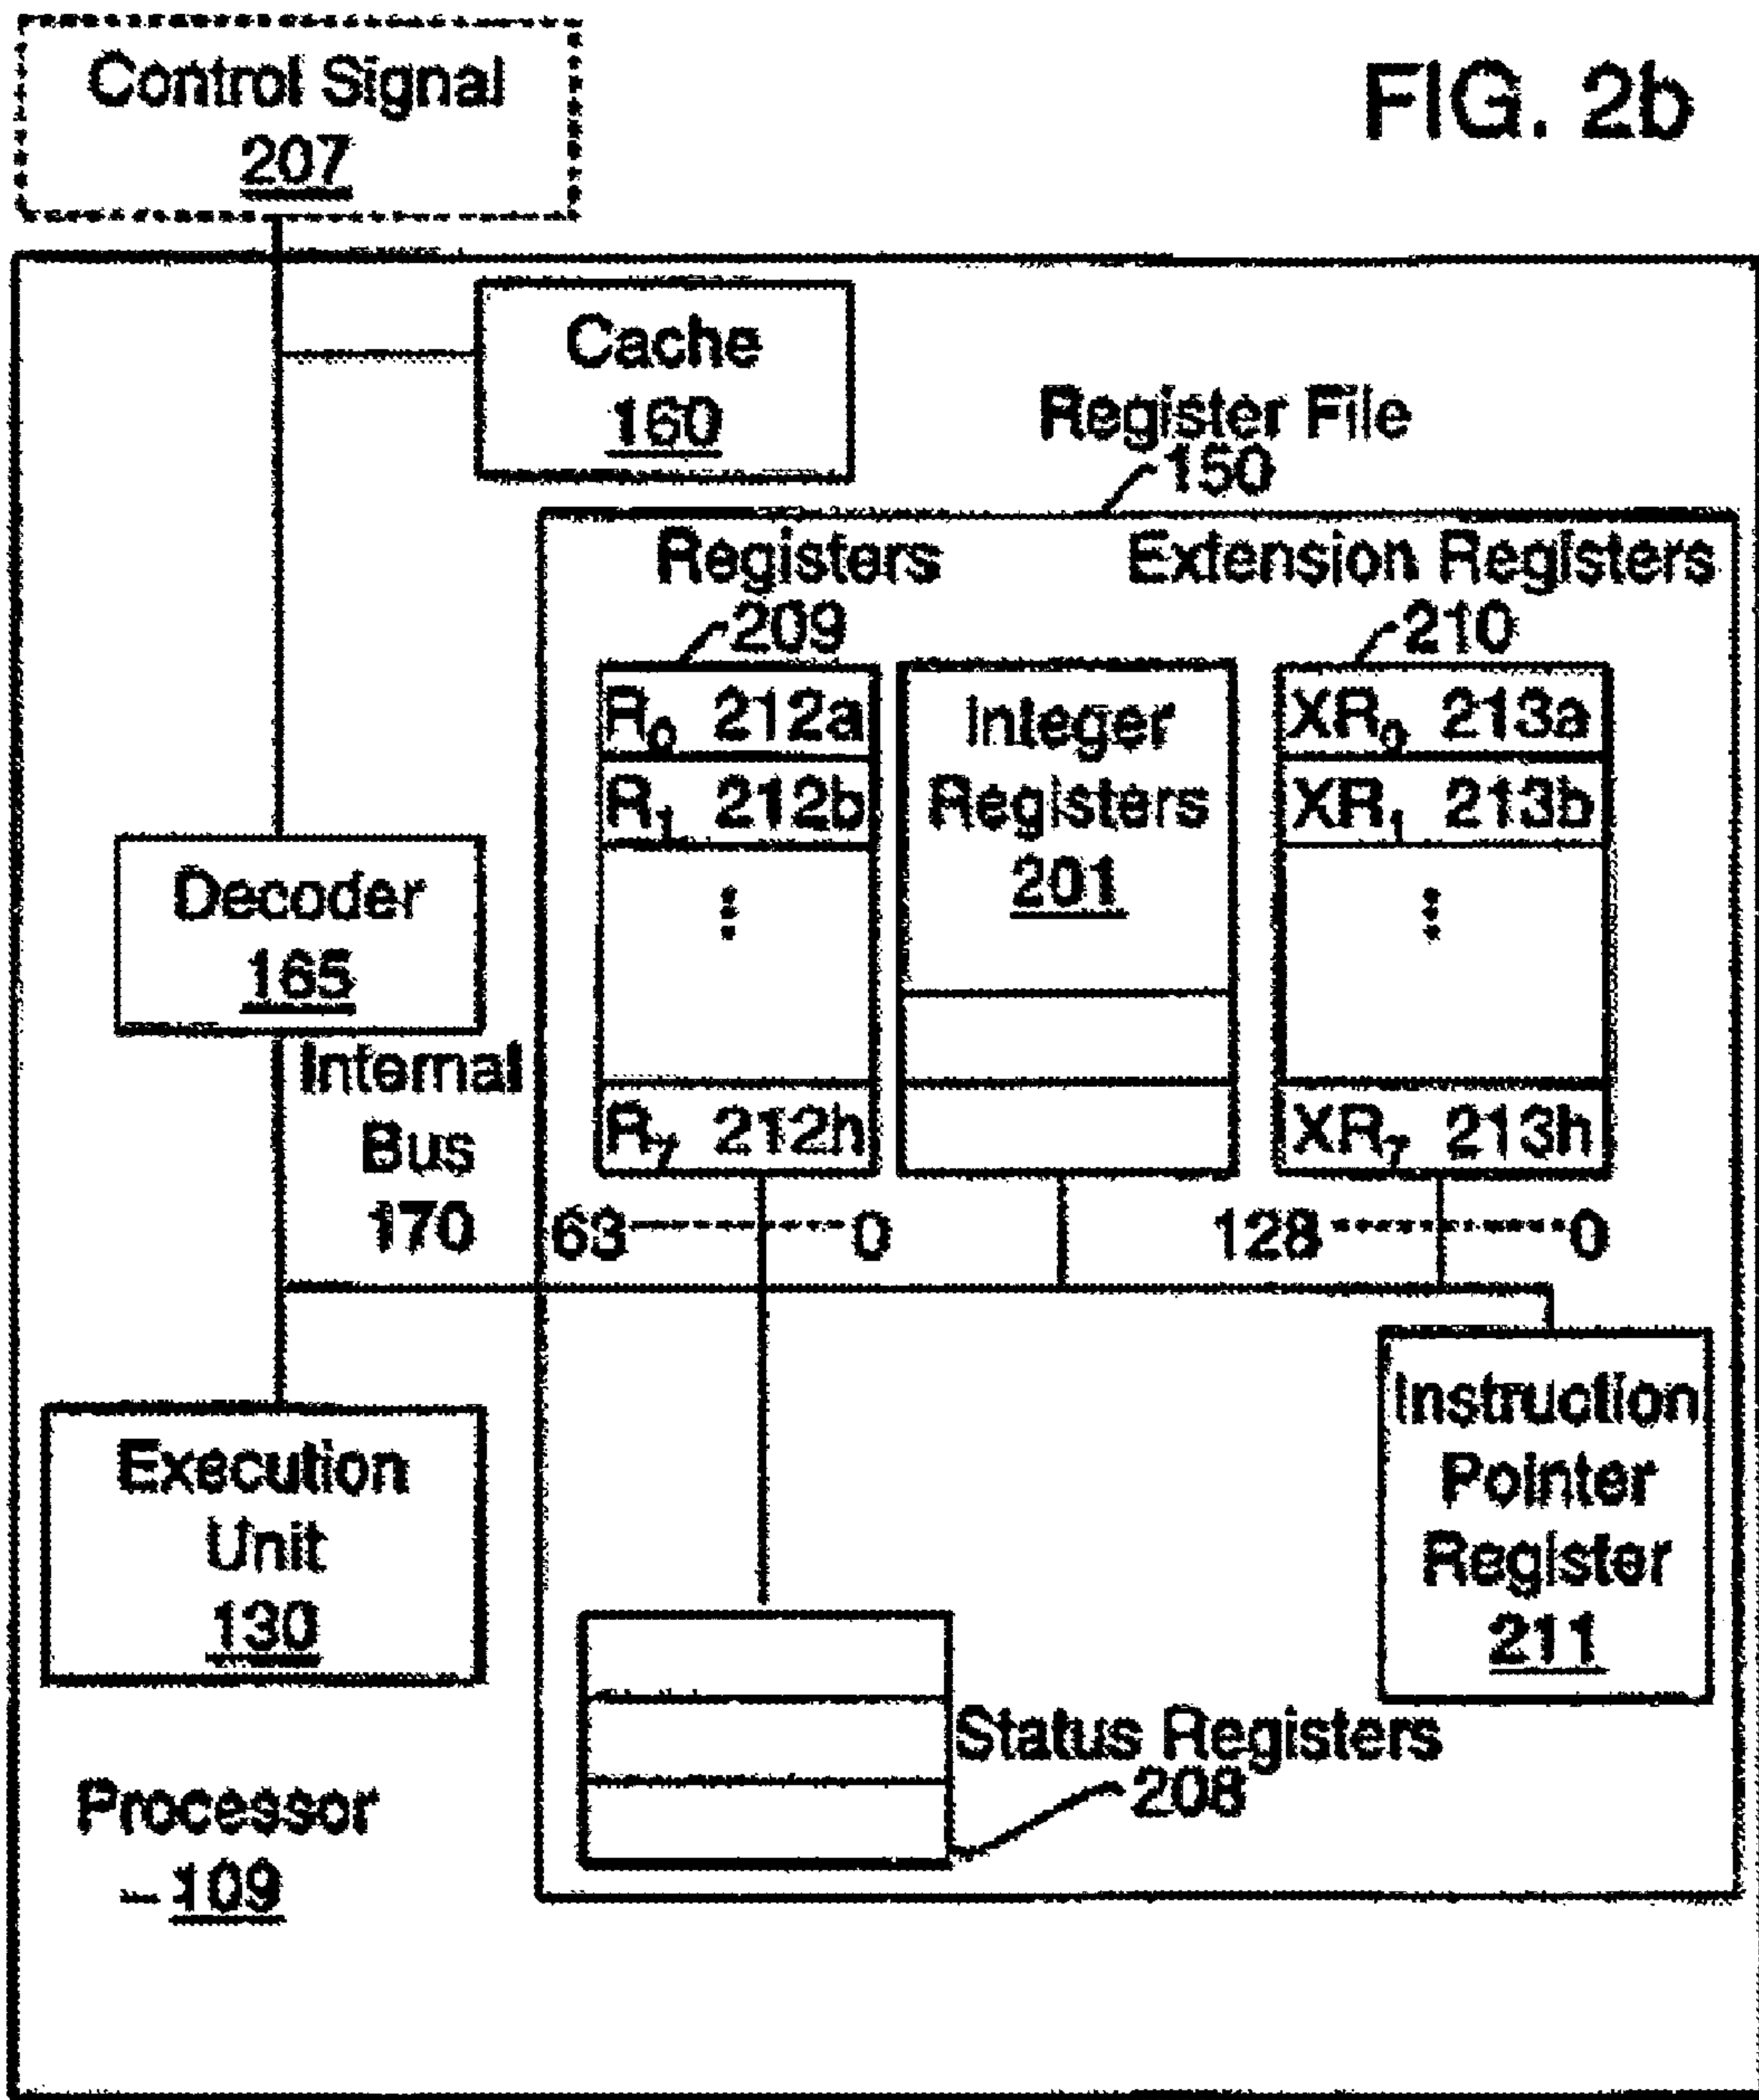 Control Signal
207
FIG. 2b
Cache
160
Register File
150
Registers
209
Extension Registers
210
R0 212a
R1 212b
⋮
R7 212h
63 0
Integer
Registers
201
XR0 213a
XR1 213b
⋮
XR7 213h
128 0
Decoder
165
Internal
Bus
170
Execution
Unit
130
Instruction
Pointer
Register
211
Status Registers
208
Processor
109